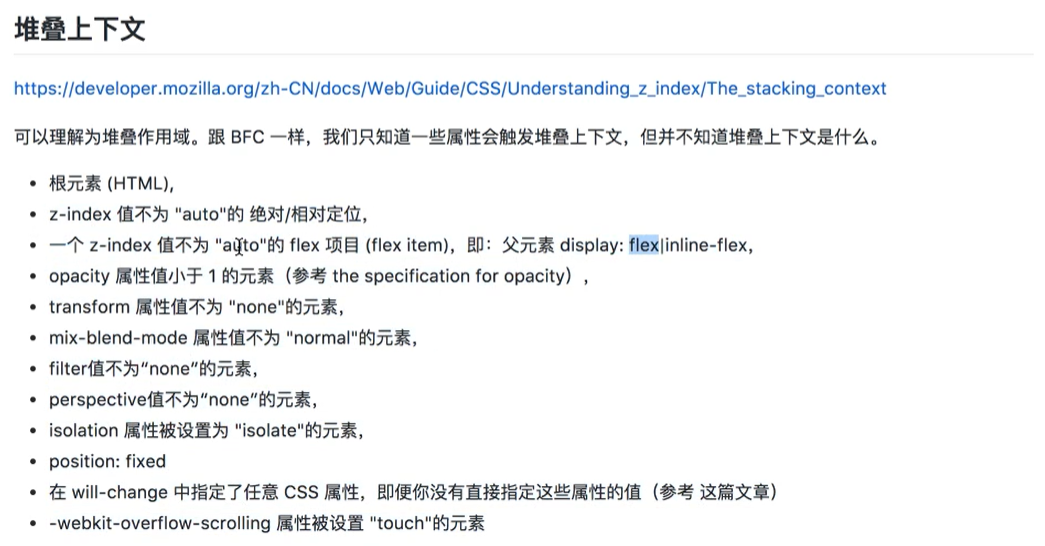 堆叠上下文
https://developer.mozilla.org/zh-CN/docs/Web/Guide/CSS/Understanding_z_index/The_stacking_context
可以理解为堆叠作用域。跟 BFC 一样，我们只知道一些属性会触发堆叠上下文，但并不知道堆叠上下文是什么。
• 根元素 (HTML),
• z-index 值不为 "auto"的 绝对/相对定位，
• 一个 z-index 值不为 "auto"的 flex 项目 (flex item)，即：父元素 display: flex|inline-flex，
• opacity 属性值小于 1 的元素（参考 the specification for opacity），
• transform 属性值不为 "none"的元素，
• mix-blend-mode 属性值不为 "normal"的元素，
• filter值不为“none”的元素，
• perspective值不为“none”的元素，
• isolation 属性被设置为 "isolate"的元素，
• position: fixed
• 在 will-change 中指定了任意 CSS 属性，即便你没有直接指定这些属性的值（参考 这篇文章）
• -webkit-overflow-scrolling 属性被设置 "touch"的元素